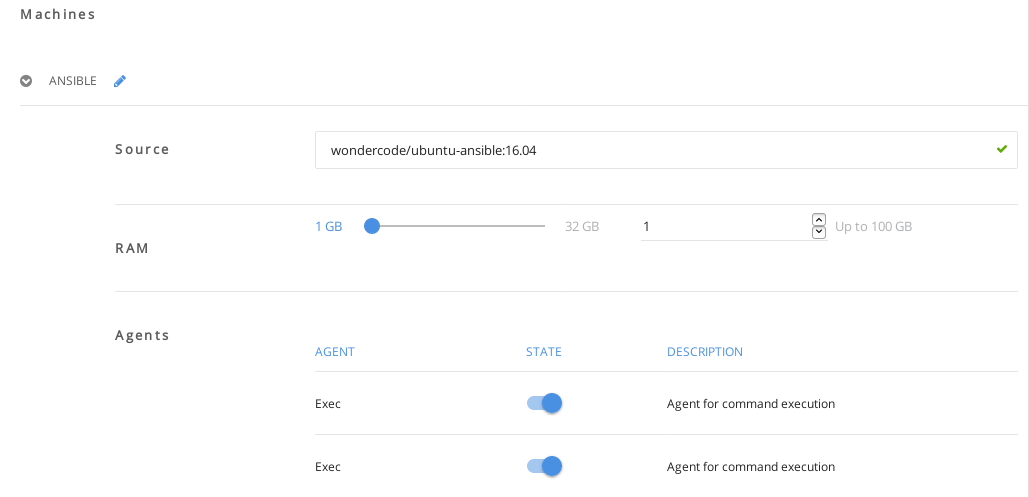 Machines
ANSIBLE
Source
wondercode/ubuntu-ansible:16.04
RAM
1 GB 32 GB 1 Up to 100 GB
Agents
AGENT STATE DESCRIPTION
Exec Agent for command execution
Exec Agent for command execution